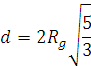 d = 2R_g√(5/3)